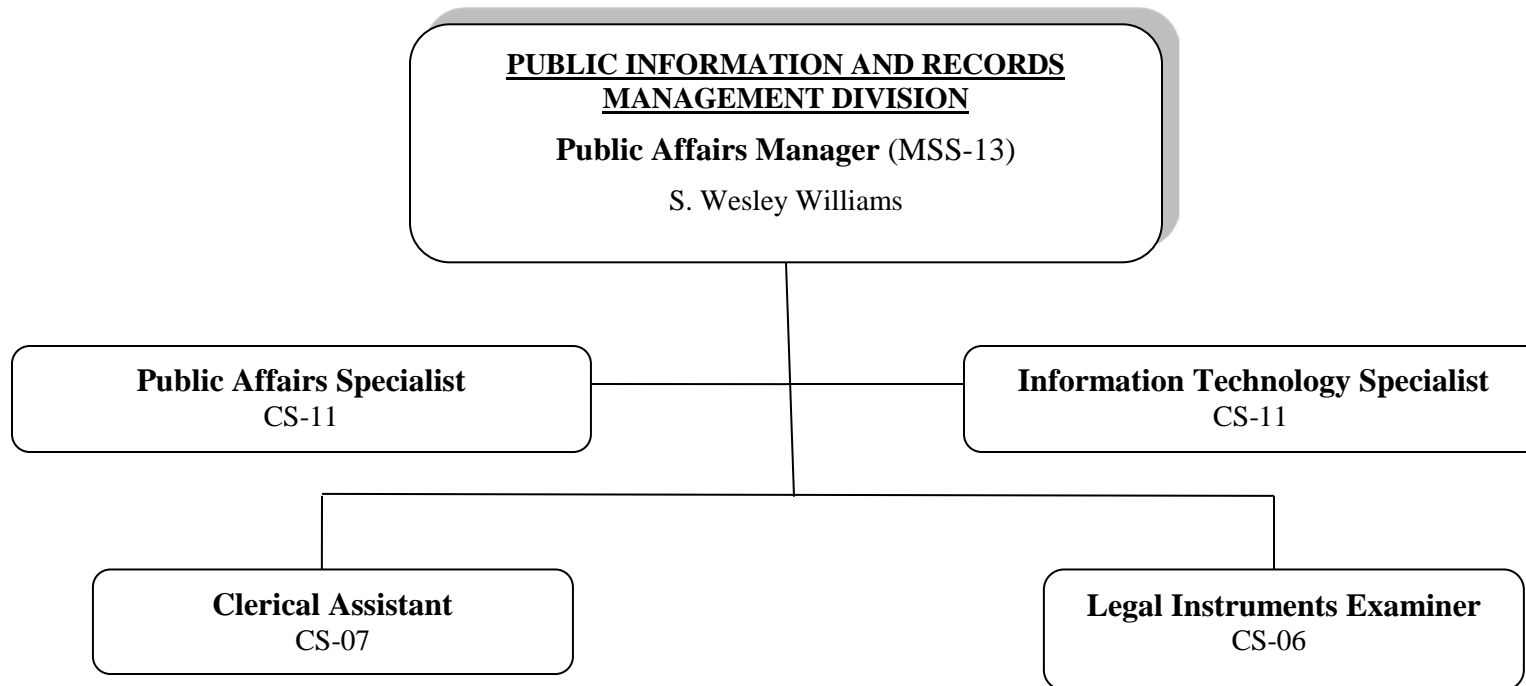 PUBLIC INFORMATION AND RECORDS
MANAGEMENT DIVISION
Public Affairs Manager (MSS-13)
S. Wesley Williams
Public Affairs Specialist
CS-11
Information Technology Specialist
CS-11
Clerical Assistant
CS-07
Legal Instruments Examiner
CS-06